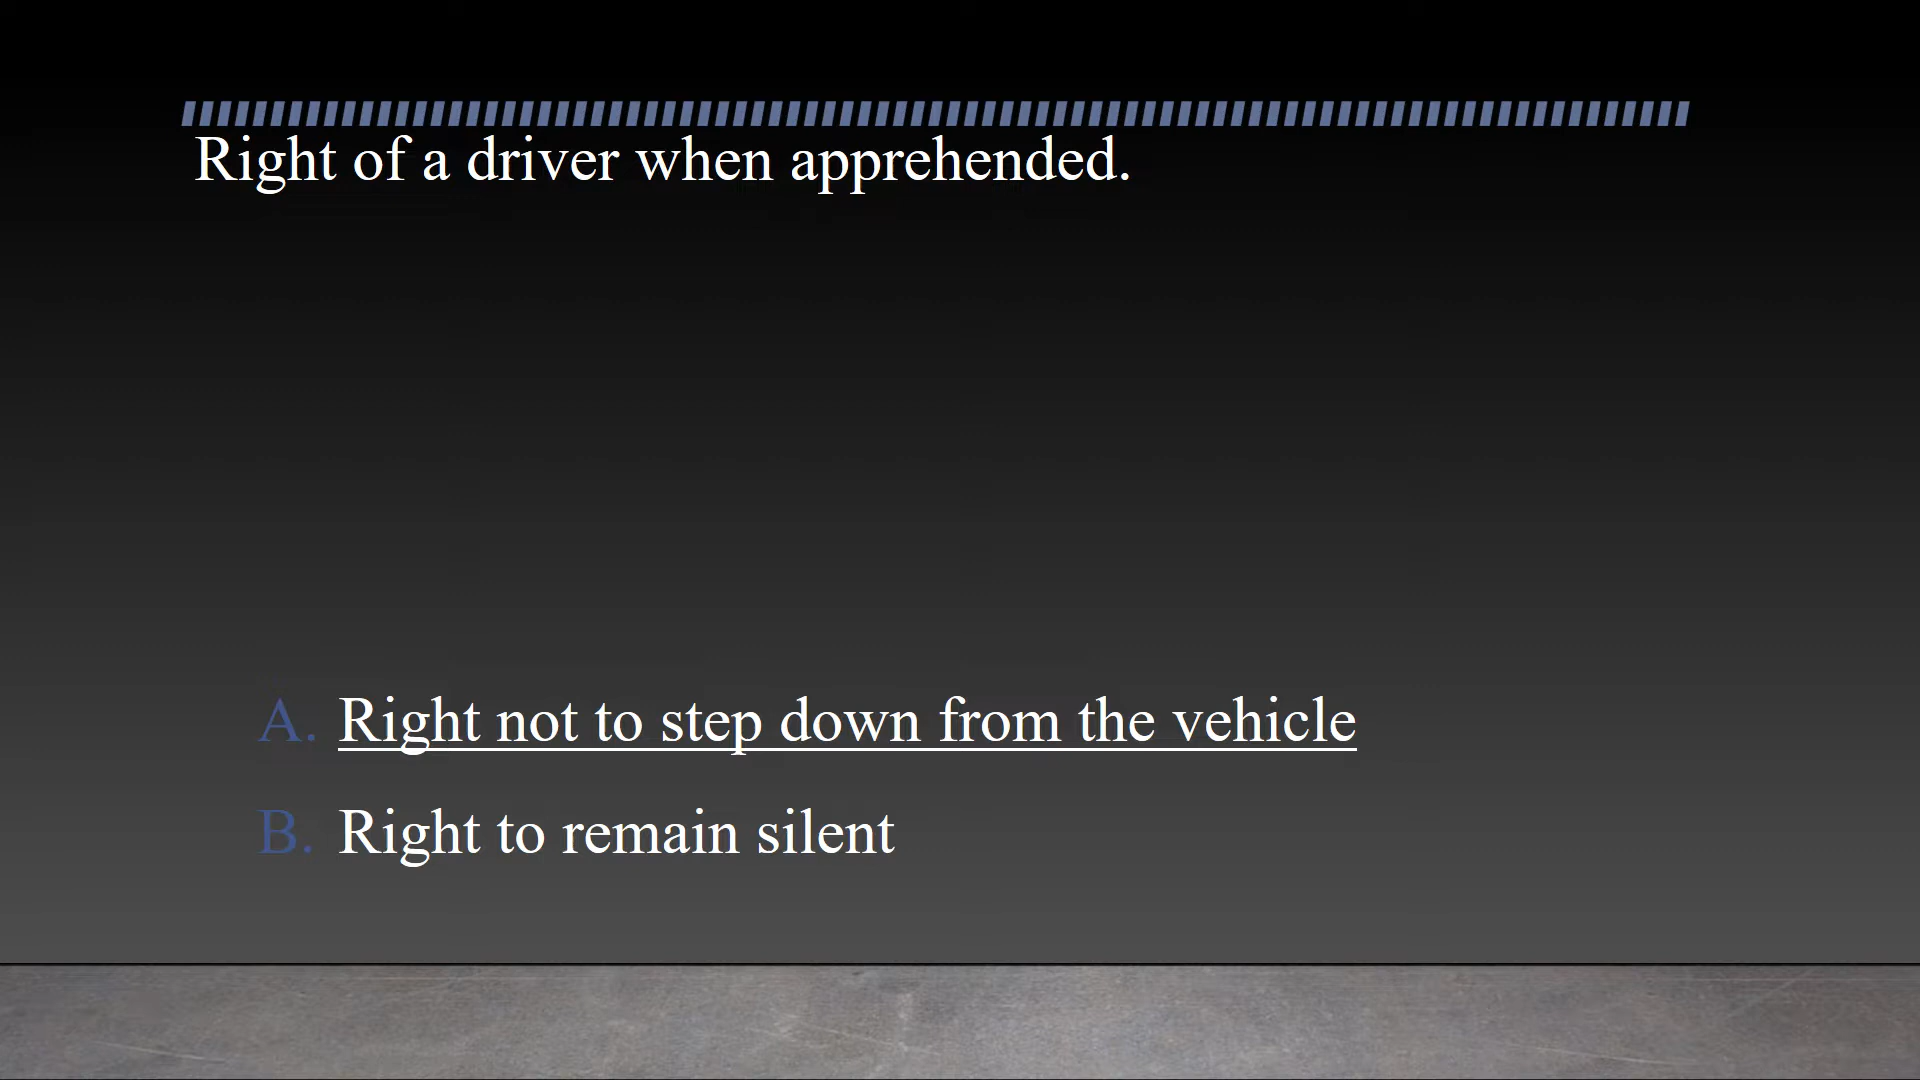 Right of a driver when apprehended.
A. Right not to step down from the vehicle
B. Right to remain silent